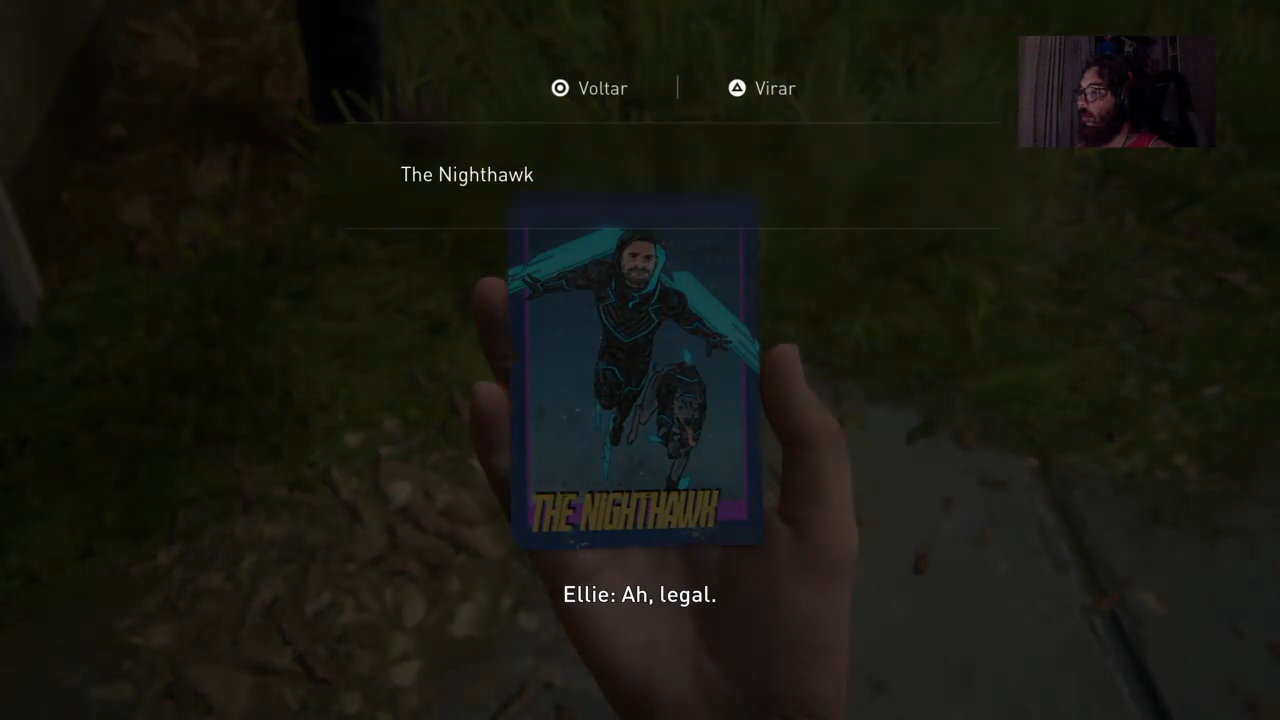 Voltar
Virar
The Nighthawk
THE NIGHTHAWK
Ellie: Ah, legal.